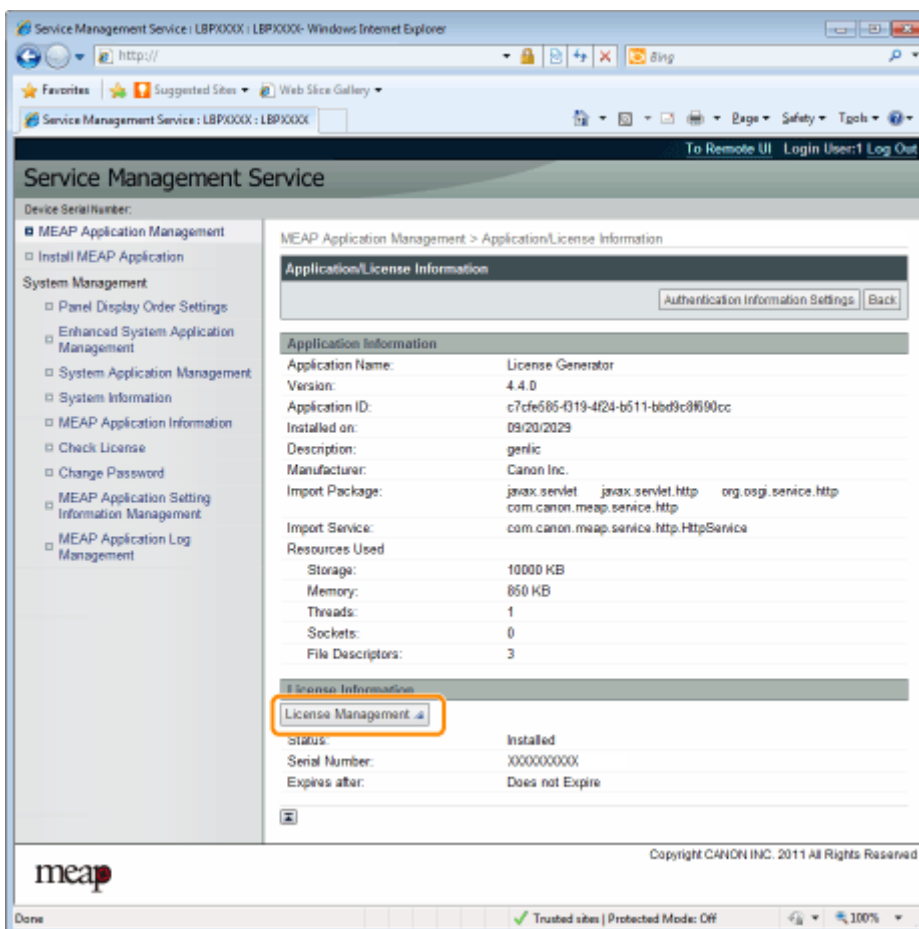 Service Management Service : LBPXXXX : LBPXXXX- Windows Internet Explorer
http://
Bing
Favorites Suggested Sites Web Slice Gallery
Service Management Service : LBPXXXX : LBPXXXX
Page Safety Tools
To Remote UI Login User:1 Log Out
Service Management Service
Device Serial Number:
MEAP Application Management
Install MEAP Application
System Management
Panel Display Order Settings
Enhanced System Application
Management
System Application Management
System Information
MEAP Application Information
Check License
Change Password
MEAP Application Setting
Information Management
MEAP Application Log
Management
MEAP Application Management > Application/License Information
Application/License Information
Authentication Information Settings Back
Application Information
Application Name: License Generator
Version: 4.4.0
Application ID: c7cfe585-f319-4f24-b511-bbd9c8f690cc
Installed on: 09/20/2029
Description: genlic
Manufacturer: Canon Inc.
Import Package: javax.servlet javax.servlet.http org.osgi.service.http
com.canon.meap.service.http
Import Service: com.canon.meap.service.http.HttpService
Resources Used
Storage: 10000 KB
Memory: 850 KB
Threads: 1
Sockets: 0
File Descriptors: 3
License Information
License Management
Status: Installed
Serial Number: XXXXXXXXXX
Expires after: Does not Expire
Copyright CANON INC. 2011 All Rights Reserved
meap
Done Trusted sites | Protected Mode: Off 100%